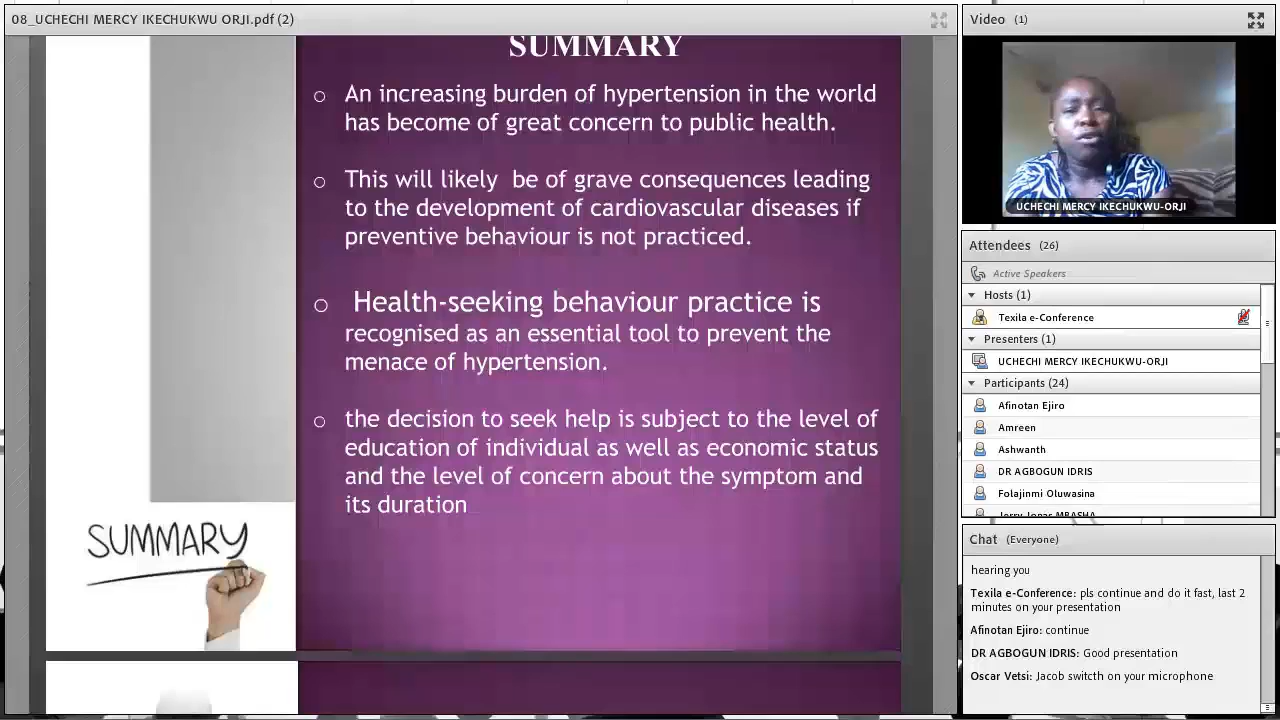 08_UCHECHI MERCY IKECHUKWU ORJI.pdf (2)
SUMMARY
o An increasing burden of hypertension in the world
has become of great concern to public health.
o This will likely be of grave consequences leading
to the development of cardiovascular diseases if
preventive behaviour is not practiced.
o Health-seeking behaviour practice is
recognised as an essential tool to prevent the
menace of hypertension.
o the decision to seek help is subject to the level of
education of individual as well as economic status
and the level of concern about the symptom and
its duration
SUMMARY
Video (1)
UCHECHI MERCY IKECHUKWU-ORJI
Attendees (26)
Active Speakers
Hosts (1)
Texila e-Conference
Presenters (1)
UCHECHI MERCY IKECHUKWU-ORJI
Participants (24)
Afinotan Ejiro
Amreen
Ashwanth
DR AGBOGUN IDRIS
Folajinmi Oluwasina
Jerry Jonas MBASHA
Chat (Everyone)
hearing you
Texila e-Conference: pls continue and do it fast, last 2
minutes on your presentation
Afinotan Ejiro: continue
DR AGBOGUN IDRIS: Good presentation
Oscar Vetsi: Jacob switcth on your microphone